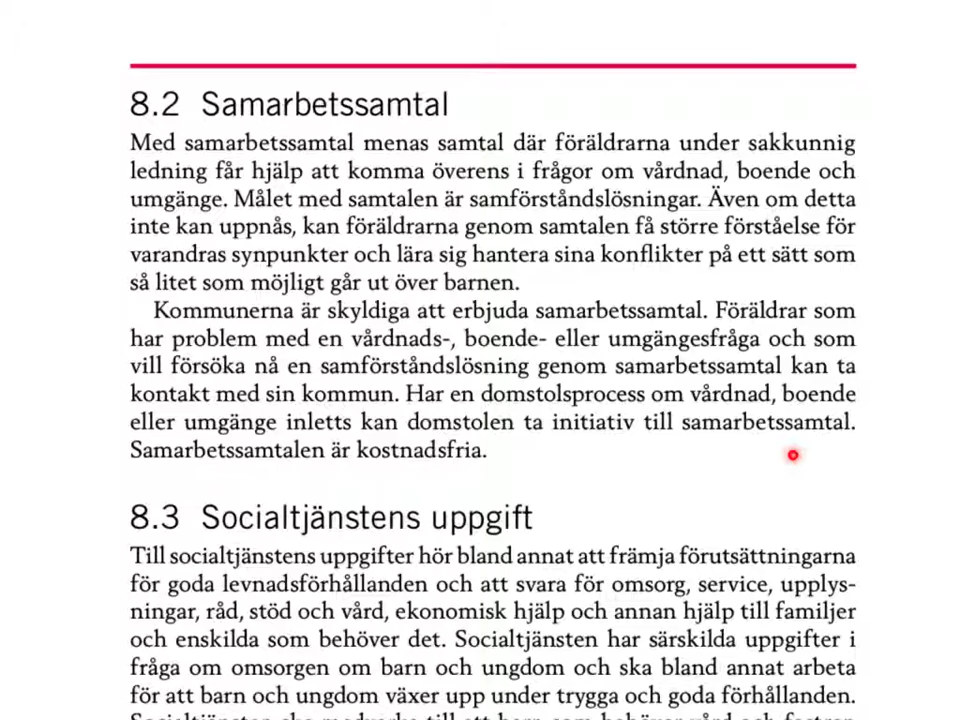 8.2 Samarbetssamtal
Med samarbetssamtal menas samtal där föräldrarna under sakkunnig
ledning får hjälp att komma överens i frågor om vårdnad, boende och
umgänge. Målet med samtalen är samförståndslösningar. Även om detta
inte kan uppnås, kan föräldrarna genom samtalen få större förståelse för
varandras synpunkter och lära sig hantera sina konflikter på ett sätt som
så litet som möjligt går ut över barnen.
Kommunerna är skyldiga att erbjuda samarbetssamtal. Föräldrar som
har problem med en vårdnads-, boende- eller umgängesfråga och som
vill försöka nå en samförståndslösning genom samarbetssamtal kan ta
kontakt med sin kommun. Har en domstolsprocess om vårdnad, boende
eller umgänge inletts kan domstolen ta initiativ till samarbetssamtal.
Samarbetssamtalen är kostnadsfria.
8.3 Socialtjänstens uppgift
Till socialtjänstens uppgifter hör bland annat att främja förutsättningarna
för goda levnadsförhållanden och att svara för omsorg, service, upplys-
ningar, råd, stöd och vård, ekonomisk hjälp och annan hjälp till familjer
och enskilda som behöver det. Socialtjänsten har särskilda uppgifter i
fråga om omsorgen om barn och ungdom och ska bland annat arbeta
för att barn och ungdom växer upp under trygga och goda förhållanden.